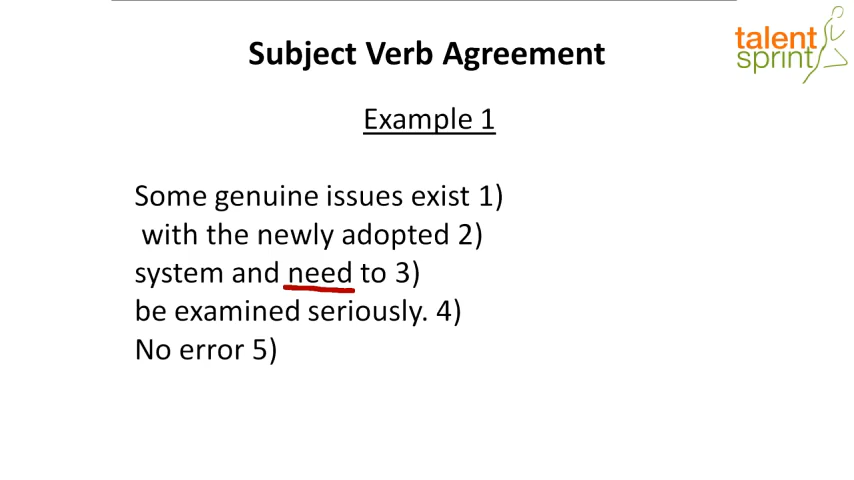 Subject Verb Agreement
talent
sprint
Example 1
Some genuine issues exist 1)
with the newly adopted 2)
system and need to 3)
be examined seriously. 4)
No error 5)